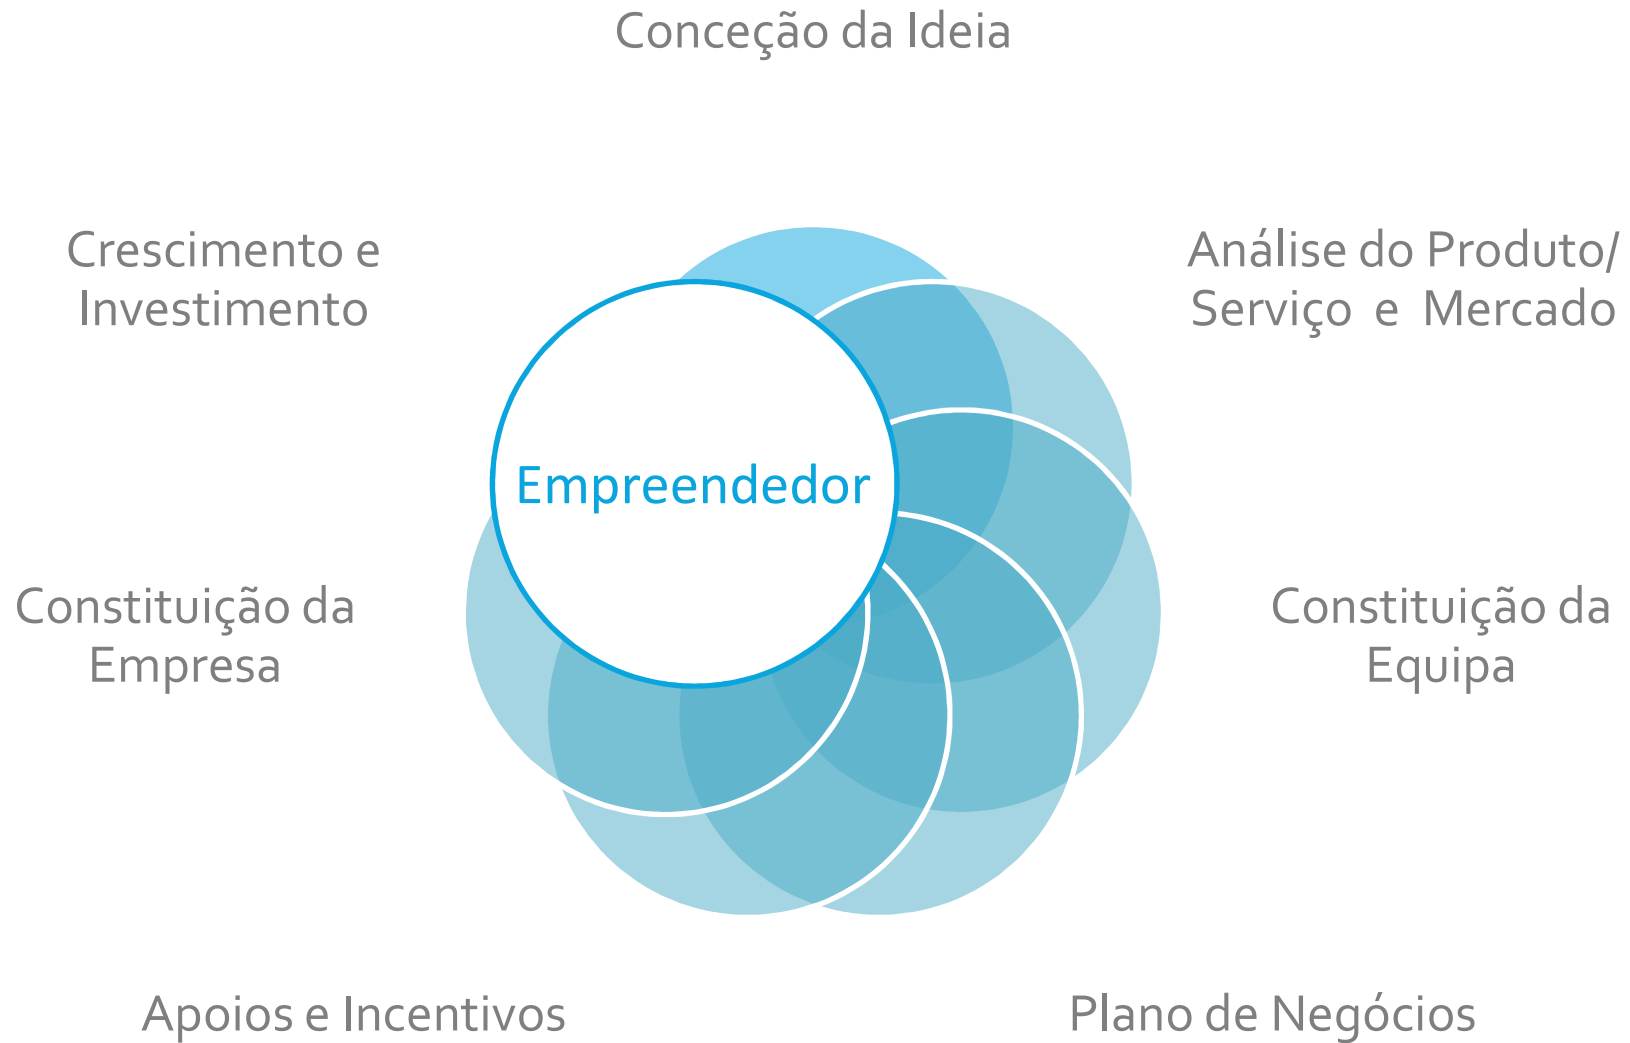 Conceção da Ideia
Crescimento e
Investimento
Análise do Produto/
Serviço e Mercado
Empreendedor
Constituição da
Empresa
Constituição da
Equipa
Apoios e Incentivos
Plano de Negócios